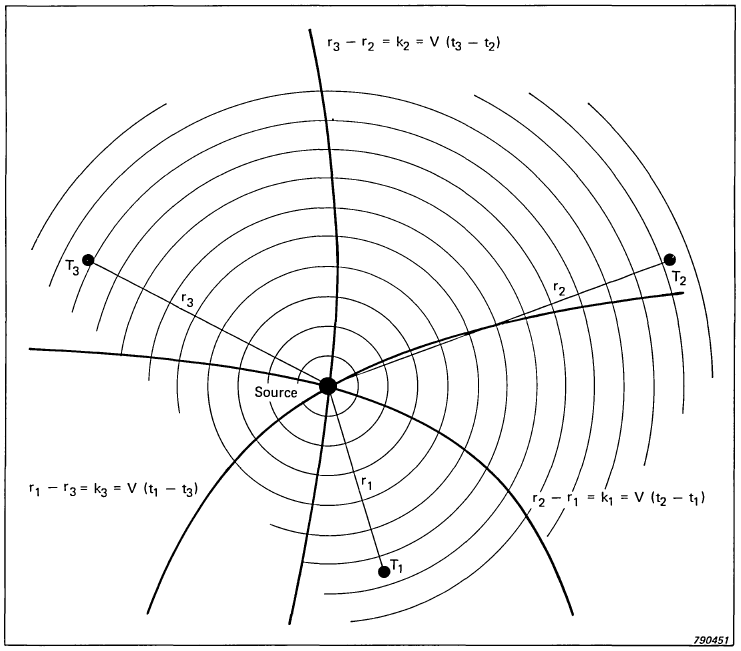 r₃ − r₂ = k₂ = V (t₃ − t₂)
T₃
r₃
r₂
T₂
Source
r₁ − r₃ = k₃ = V (t₁ − t₃)
r₁
r₂ − r₁ = k₁ = V (t₂ − t₁)
T₁
790451